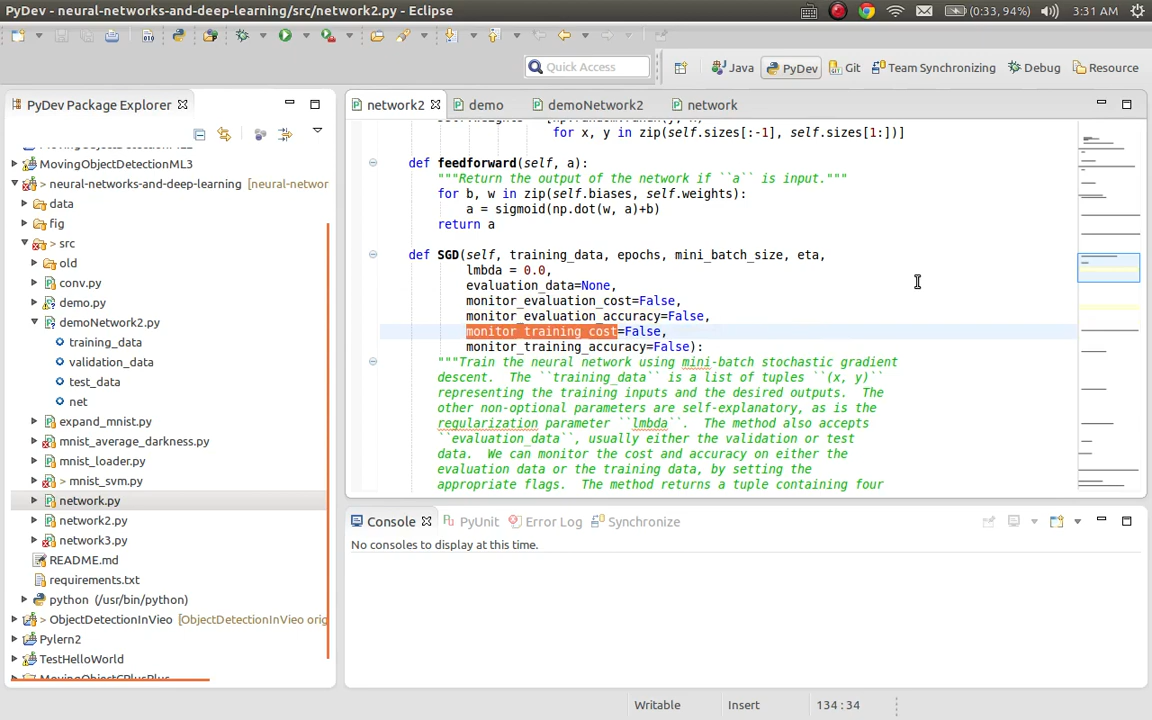 PyDev - neural-networks-and-deep-learning/src/network2.py - Eclipse
(0:33, 94%)
3:31 AM
Quick Access
Java
PyDev
Git
Team Synchronizing
Debug
Resource
PyDev Package Explorer
MovingObjectDetectionML3
> neural-networks-and-deep-learning [neural-networ
data
fig
> src
old
conv.py
demo.py
demoNetwork2.py
training_data
validation_data
test_data
net
expand_mnist.py
mnist_average_darkness.py
mnist_loader.py
> mnist_svm.py
network.py
network2.py
network3.py
README.md
requirements.txt
python (/usr/bin/python)
> ObjectDetectionInVieo [ObjectDetectionInVieo orig
Pylern2
TestHelloWorld
MovingObjectCPlusPlus
network2
demo
demoNetwork2
network
for x, y in zip(self.sizes[:-1], self.sizes[1:])]
def feedforward(self, a):
"""Return the output of the network if ``a`` is input."""
for b, w in zip(self.biases, self.weights):
a = sigmoid(np.dot(w, a)+b)
return a
def SGD(self, training_data, epochs, mini_batch_size, eta,
lmbda = 0.0,
evaluation_data=None,
monitor_evaluation_cost=False,
monitor_evaluation_accuracy=False,
monitor_training_cost=False,
monitor_training_accuracy=False):
"""Train the neural network using mini-batch stochastic gradient
descent.  The ``training_data`` is a list of tuples ``(x, y)``
representing the training inputs and the desired outputs.  The
other non-optional parameters are self-explanatory, as is the
regularization parameter ``lmbda``.  The method also accepts
``evaluation_data``, usually either the validation or test
data.  We can monitor the cost and accuracy on either the
evaluation data or the training data, by setting the
appropriate flags.  The method returns a tuple containing four
Console
PyUnit
Error Log
Synchronize
No consoles to display at this time.
Writable
Insert
134 : 34